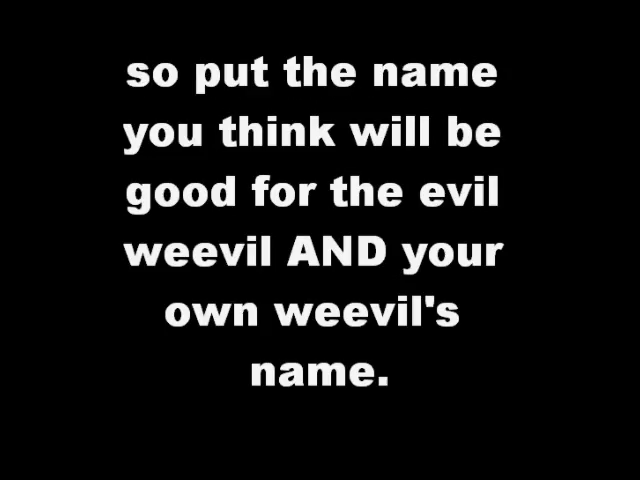 so put the name
you think will be
good for the evil
weevil AND your
own weevil's
name.